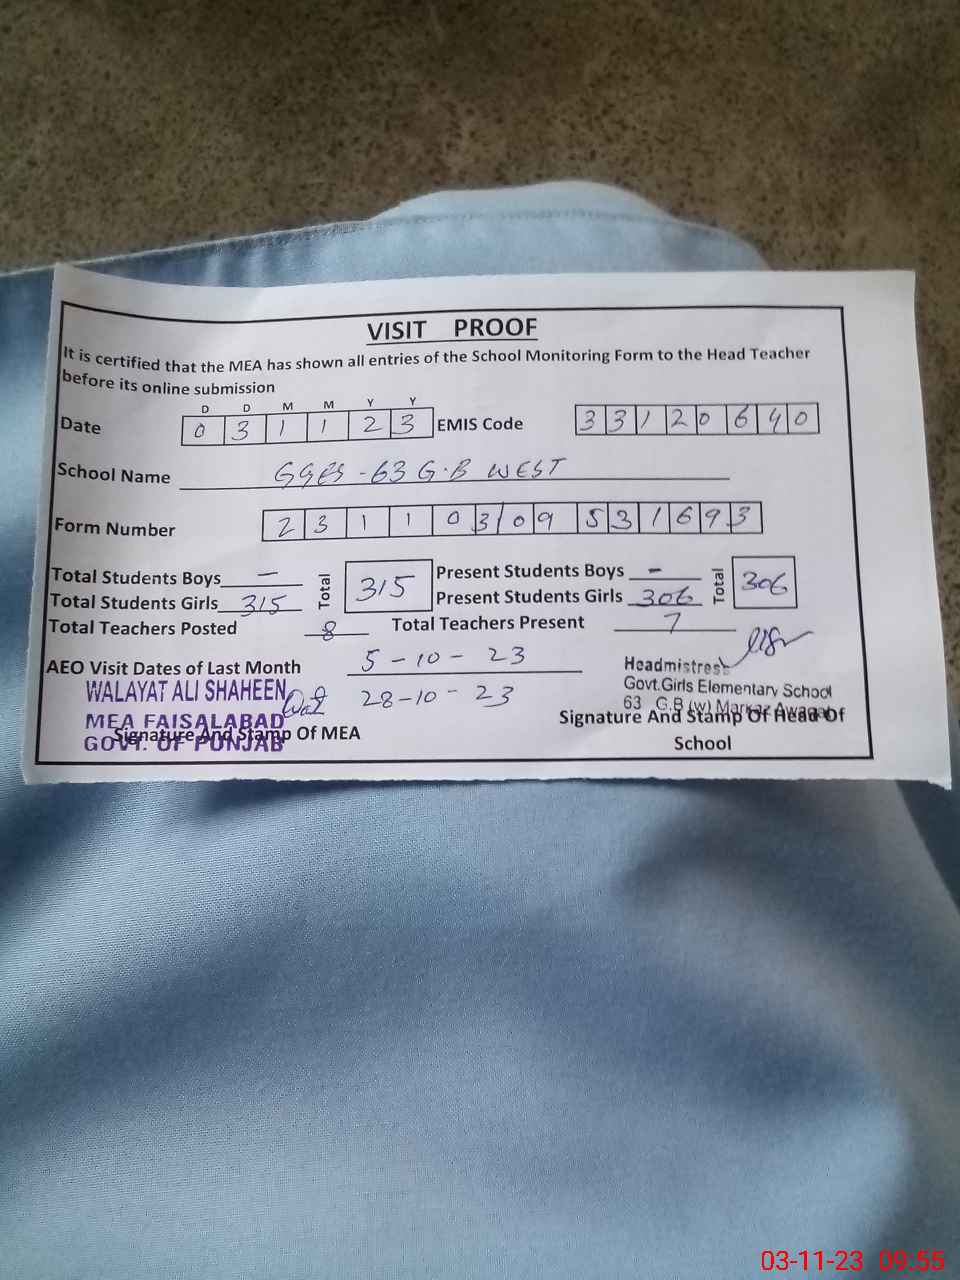 VISIT PROOF
It is certified that the MEA has shown all entries of the School Monitoring Form to the Head Teacher
before its online submission
D D M M Y Y
Date 0 3 1 1 2 3 EMIS Code 3 3 1 2 0 6 4 0
School Name GGES - 63 G.B WEST
Form Number 2 3 1 1 0 3 / 0 9 5 3 1 6 9 3
Total Students Boys — Total 315 Present Students Boys — Total 306
Total Students Girls 315 Present Students Girls 306
Total Teachers Posted 8 Total Teachers Present 7
AEO Visit Dates of Last Month 5-10-23
28-10-23
WALAYAT ALI SHAHEEN
MEA FAISALABAD
GOVT. OF PUNJAB
Signature And Stamp Of MEA
Headmistress
Govt.Girls Elementary School
63 G.B (w) Markaz
Signature And Stamp Of Head Of
School
03-11-23 09:55